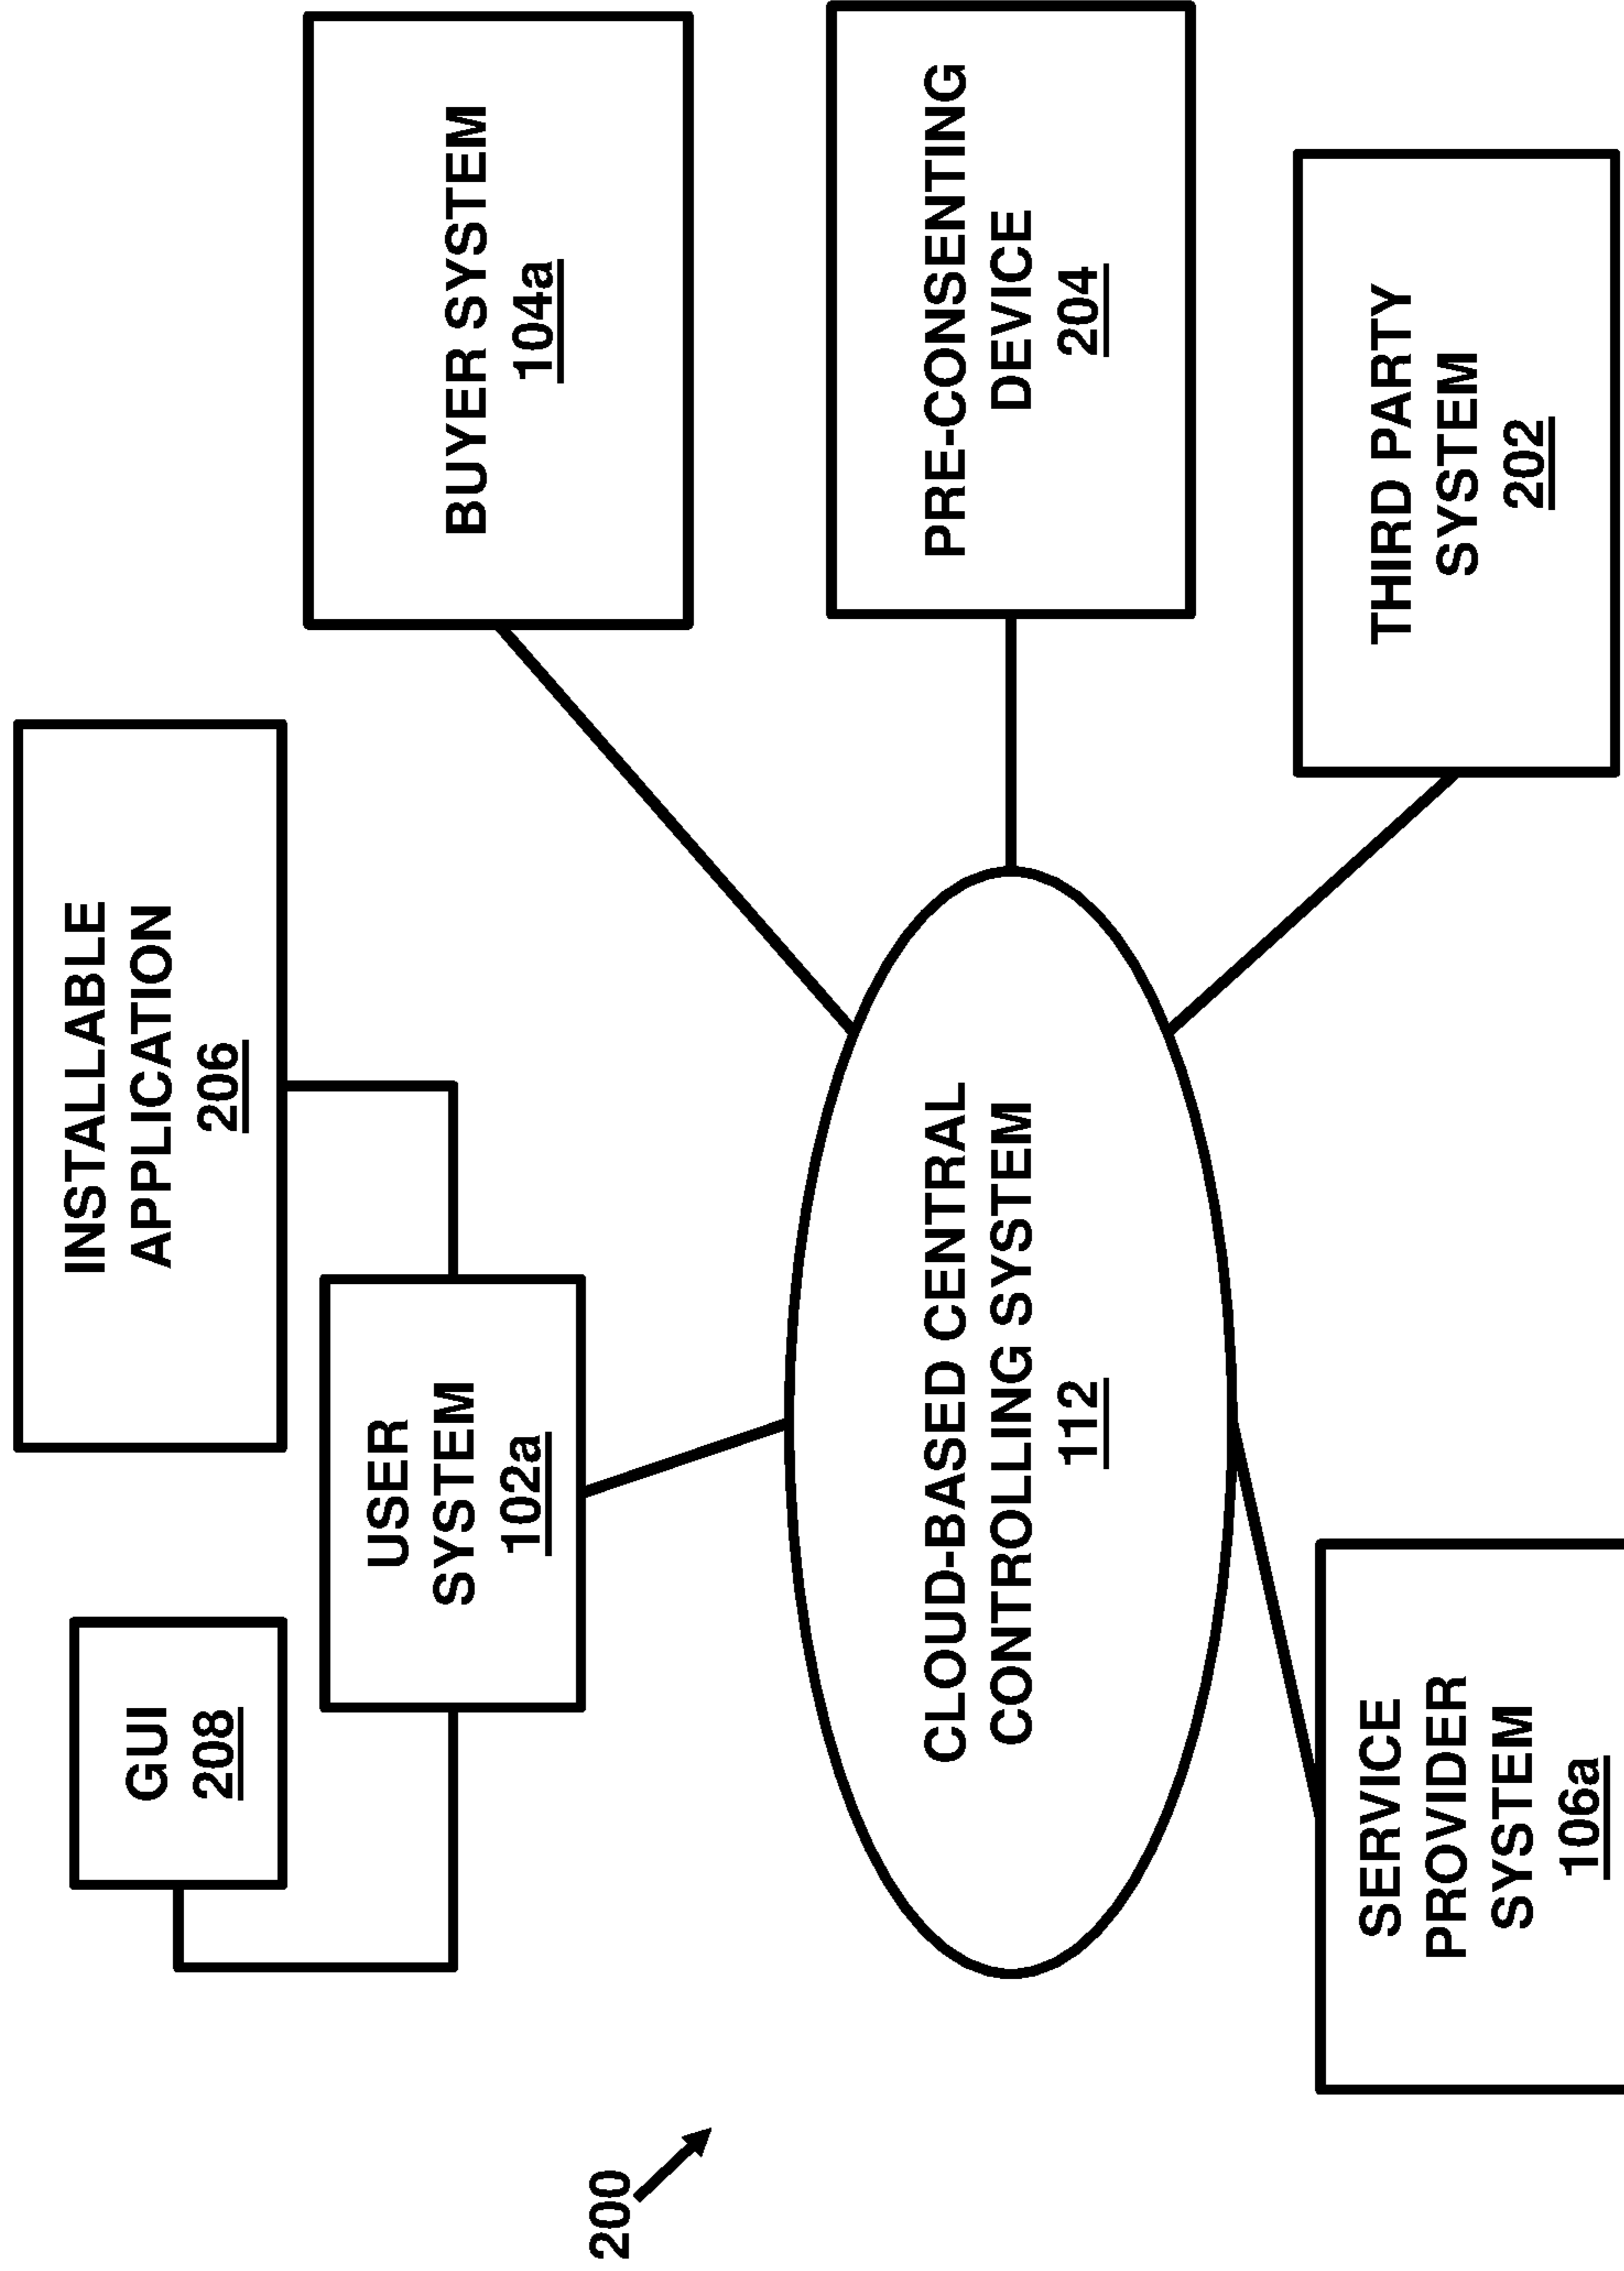 200
GUI
208
USER
SYSTEM
102a
INSTALLABLE
APPLICATION
206
BUYER SYSTEM
104a
CLOUD-BASED CENTRAL
CONTROLLING SYSTEM
112
PRE-CONSENTING
DEVICE
204
SERVICE
PROVIDER
SYSTEM
106a
THIRD PARTY
SYSTEM
202